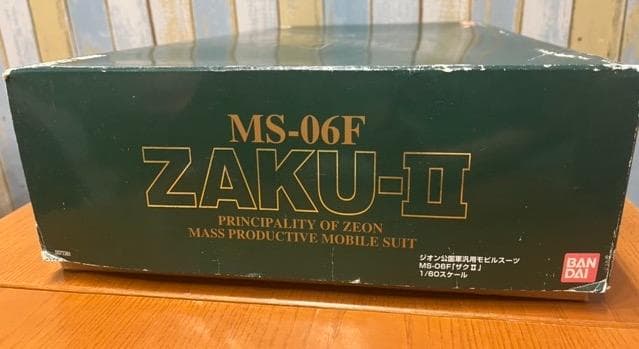 MS-06F
ZAKU-II
PRINCIPALITY OF ZEON
MASS PRODUCTIVE MOBILE SUIT
ジオン公国軍汎用モビルスーツ
MS-06F「ザクⅡ」
1/60スケール
BAN
DAI